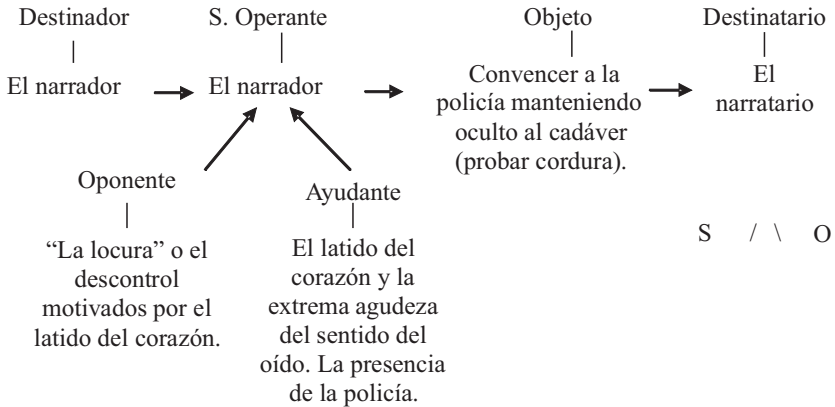 Destinador S. Operante Objeto Destinatario
El narrador El narrador Convencer a la
policía manteniendo
oculto al cadáver
(probar cordura).
El
narratario
Oponente
“La locura” o el
descontrol
motivados por el
latido del corazón.
Ayudante
El latido del
corazón y la
extrema agudeza
del sentido del
oído. La presencia
de la policía.
S / \ O